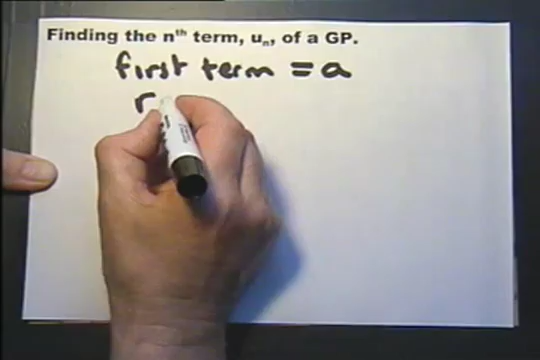 Finding the nth term, un, of a GP.
first term = a
r